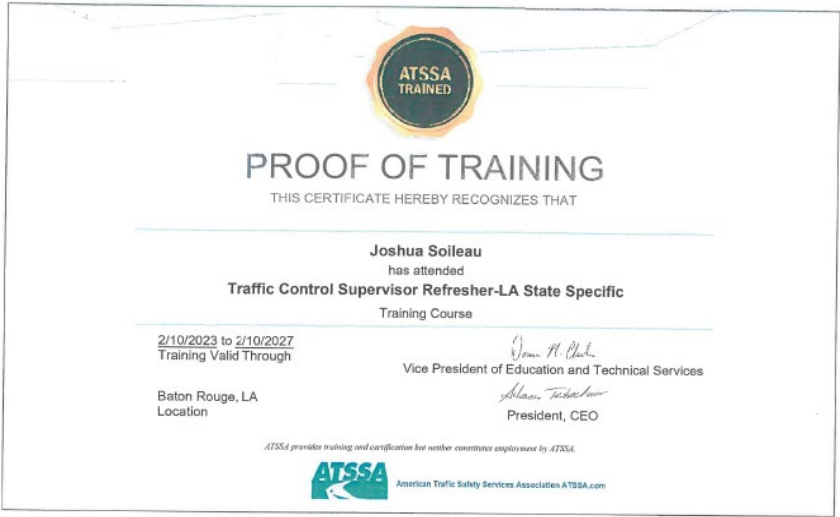 ATSSA
TRAINED
PROOF OF TRAINING
THIS CERTIFICATE HEREBY RECOGNIZES THAT
Joshua Soileau
has attended
Traffic Control Supervisor Refresher-LA State Specific
Training Course
2/10/2023 to 2/10/2027
Training Valid Through
Vice President of Education and Technical Services
Baton Rouge, LA
Location
President, CEO
ATSSA provides training and certification but neither constitutes employment by ATSSA.
ATSSA
American Traffic Safety Services Association ATSSA.com